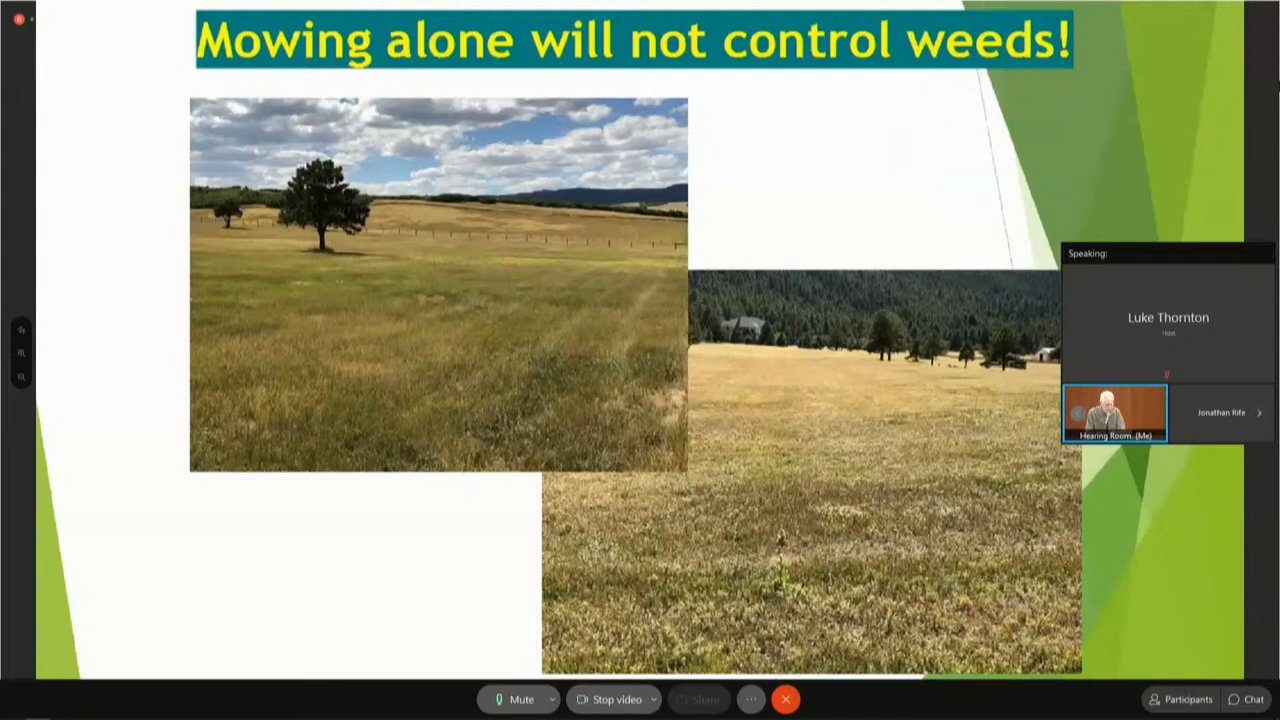 Mowing alone will not control weeds!
Speaking:
Luke Thornton
Host
Hearing Room (Me)
Jonathan Rife
Mute
Stop video
Share
Participants
Chat